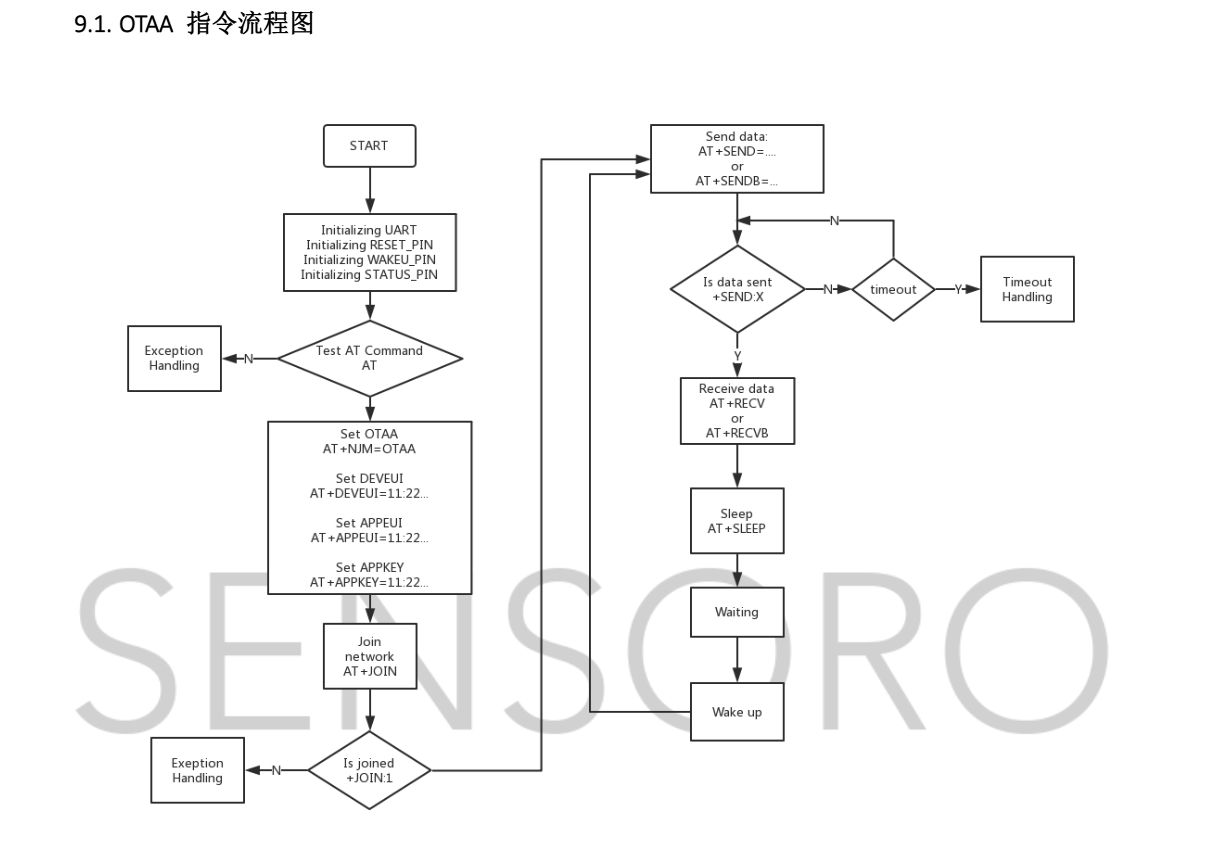 9.1. OTAA 指令流程图
START
Initializing UART
Initializing RESET_PIN
Initializing WAKEU_PIN
Initializing STATUS_PIN
Test AT Command
AT
N
Exception
Handling
Set OTAA
AT+NJM=OTAA
Set DEVEUI
AT+DEVEUI=11:22...
Set APPEUI
AT+APPEUI=11:22...
Set APPKEY
AT+APPKEY=11:22...
Join
network
AT+JOIN
Is joined
+JOIN:1
N
Exeption
Handling
Send data:
AT+SEND=....
or
AT+SENDB=...
N
Is data sent
+SEND:X
N
timeout
Y
Timeout
Handling
Y
Receive data
AT+RECV
or
AT+RECVB
Sleep
AT+SLEEP
Waiting
Wake up
SENSORO